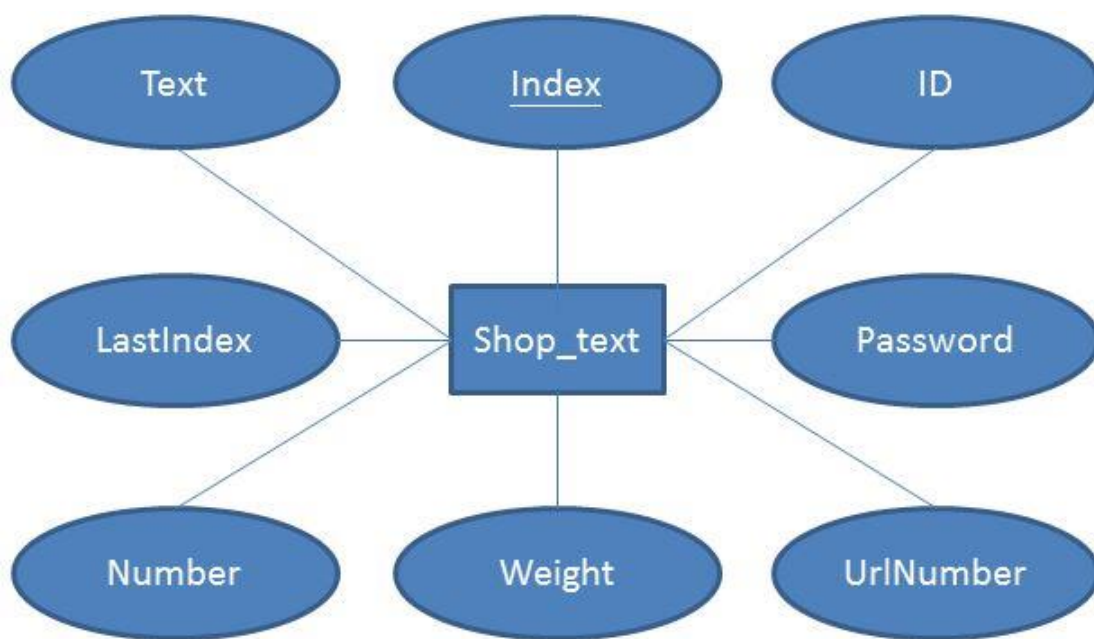 Text
Index
ID
LastIndex
Shop_text
Password
Number
Weight
UrlNumber